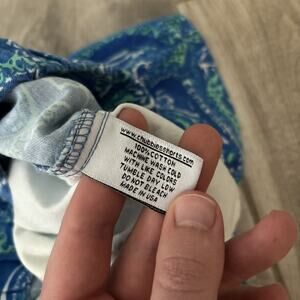 www.chubbiesshorts.com
100% COTTON
MACHINE WASH COLD
WITH LIKE COLORS
TUMBLE DRY LOW
DO NOT BLEACH
MADE IN USA